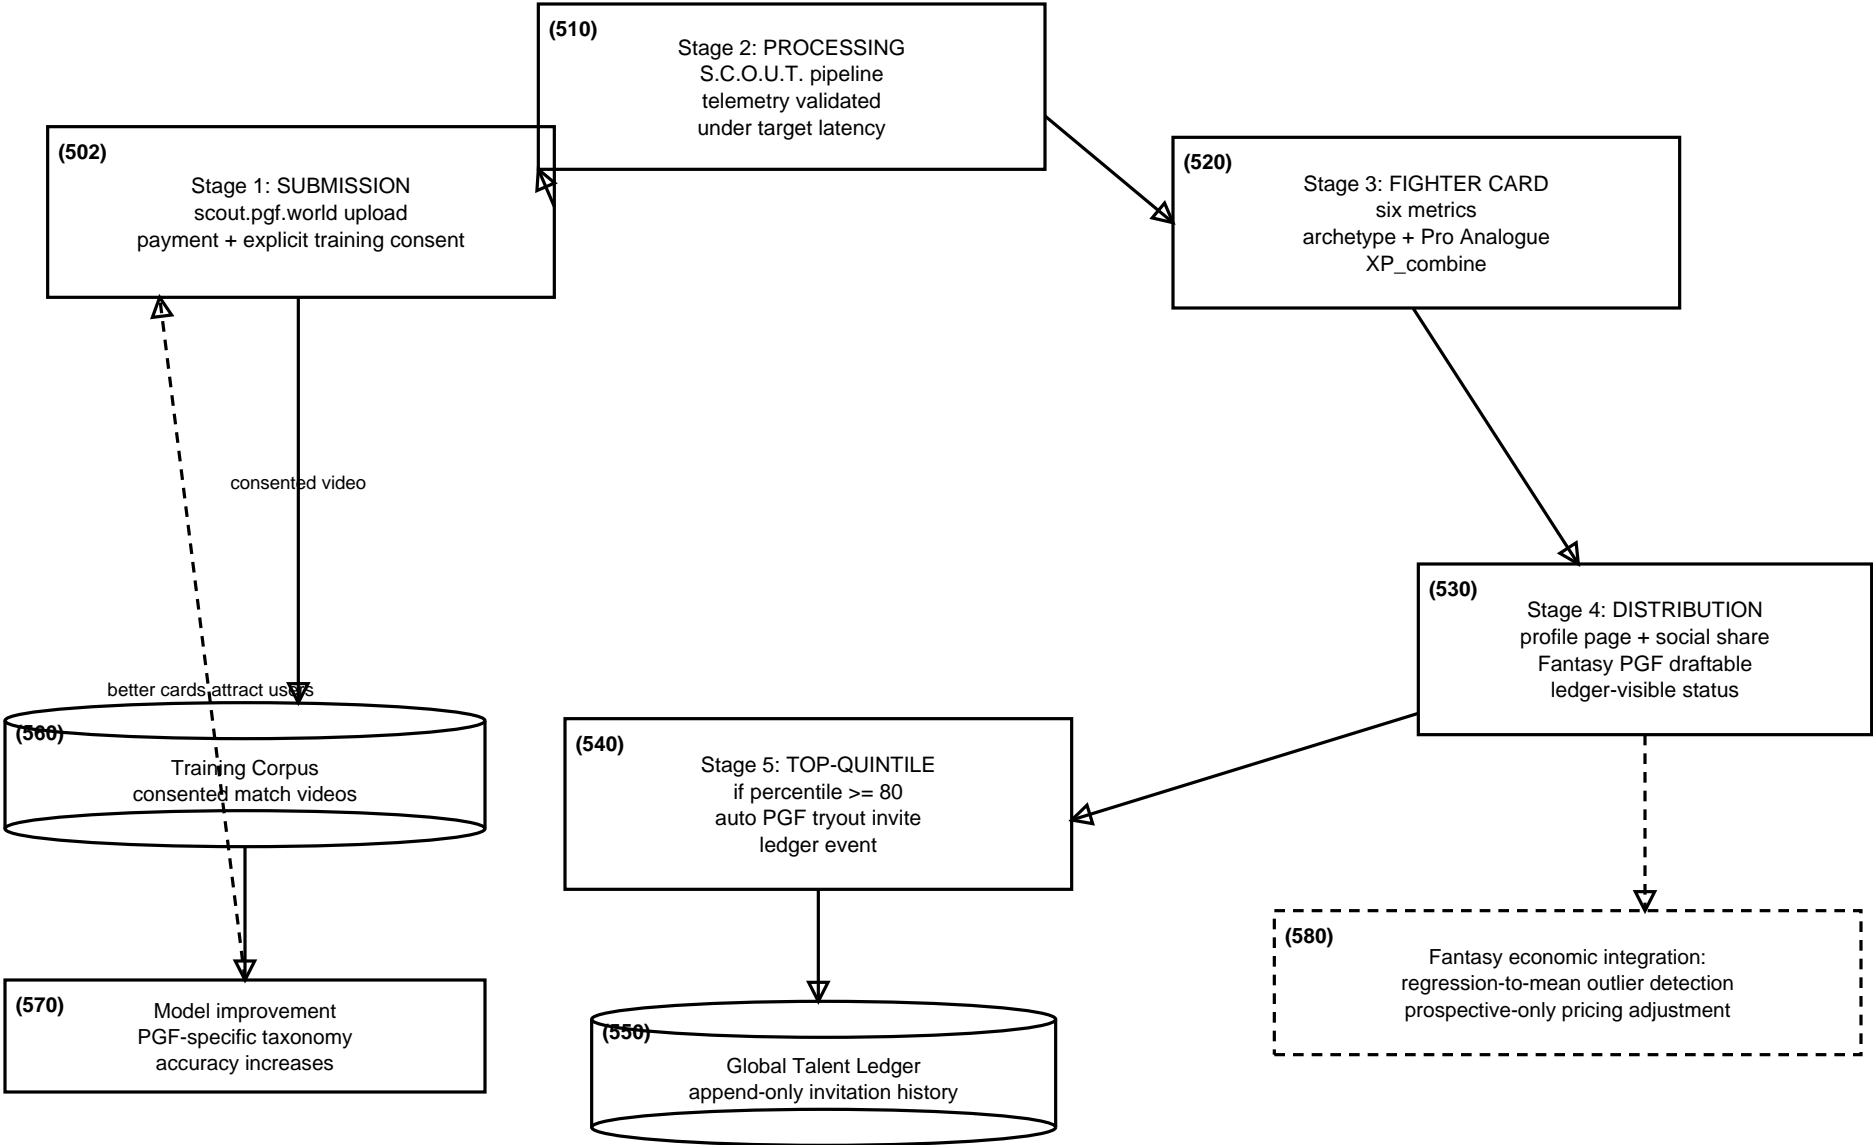 (510)
Stage 2: PROCESSING
S.C.O.U.T. pipeline
telemetry validated
under target latency
(502)
Stage 1: SUBMISSION
scout.pgf.world upload
payment + explicit training consent
(520)
Stage 3: FIGHTER CARD
six metrics
archetype + Pro Analogue
XP_combine
consented video
(530)
Stage 4: DISTRIBUTION
profile page + social share
Fantasy PGF draftable
ledger-visible status
better cards attract users
(560)
Training Corpus
consented match videos
(540)
Stage 5: TOP-QUINTILE
if percentile >= 80
auto PGF tryout invite
ledger event
(580)
Fantasy economic integration:
regression-to-mean outlier detection
prospective-only pricing adjustment
(570)
Model improvement
PGF-specific taxonomy
accuracy increases
(550)
Global Talent Ledger
append-only invitation history